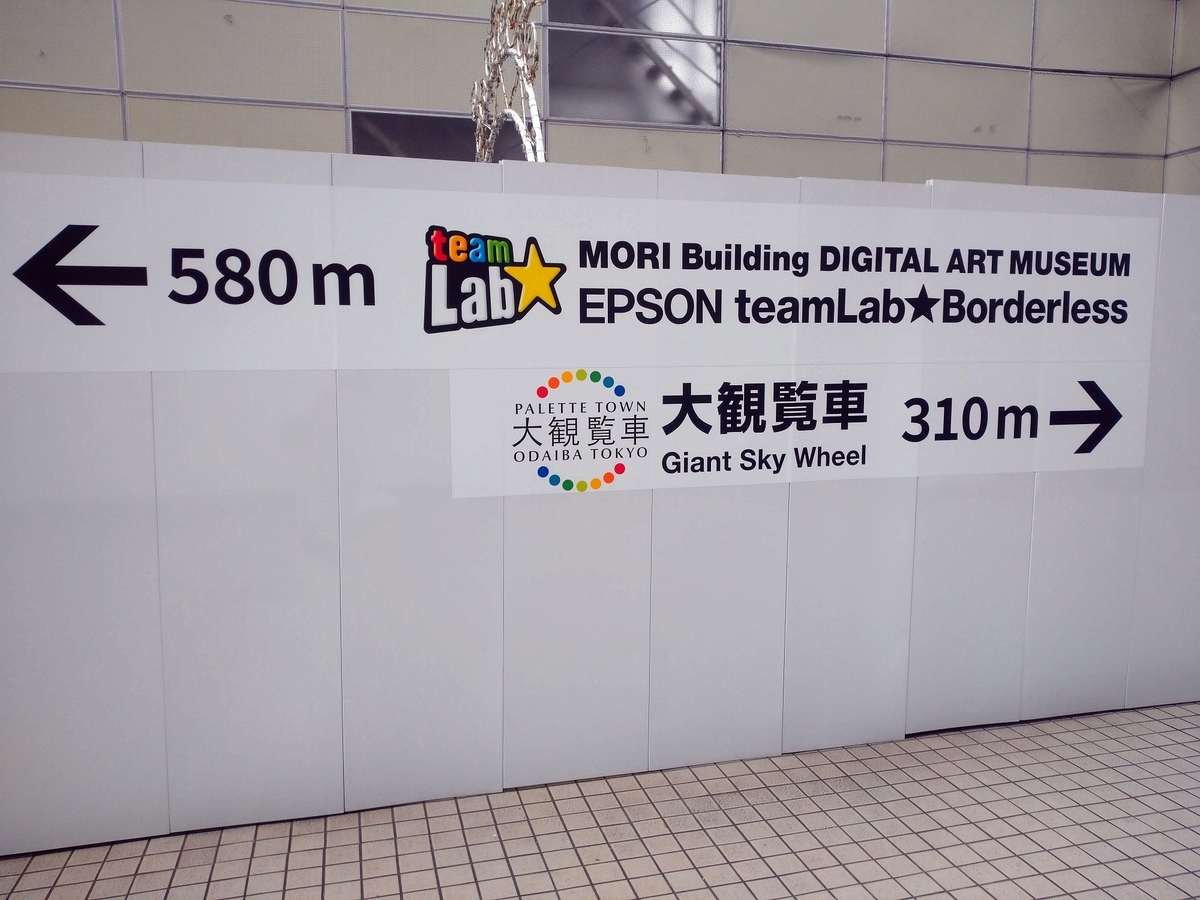 580m
team
Lab★
MORI Building DIGITAL ART MUSEUM
EPSON teamLab★Borderless
PALETTE TOWN
大観覧車
ODAIBA TOKYO
大観覧車
Giant Sky Wheel
310m